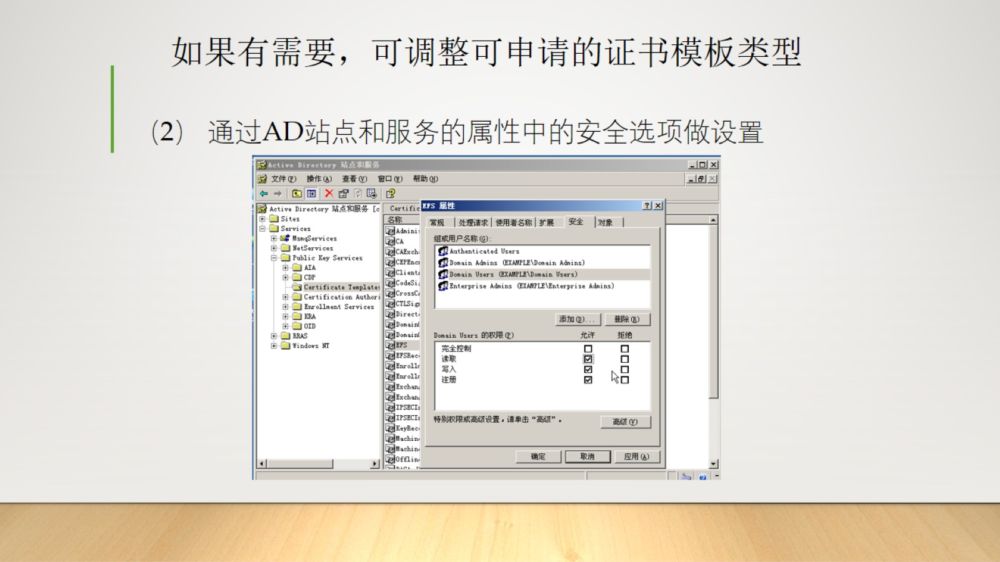 如果有需要，可调整可申请的证书模板类型
（2） 通过AD站点和服务的属性中的安全选项做设置
Active Directory 站点和服务
文件(F) 操作(A) 查看(V) 窗口(W) 帮助(H)
Active Directory 站点和服务 [c
Sites
Services
MsmqServices
NetServices
Public Key Services
AIA
CDP
Certificate Templates
Certification Authori
Enrollment Services
KRA
OID
RRAS
Windows NT
Certific
名称
Adminis
CA
CAExch
CEPEnc
Client
CodeSi
CrossC
CTLSig
Direct
Domain
Domain
EFS
EFSRec
Enroll
Enroll
Exchan
Exchan
IPSECI
IPSECI
KeyRec
Machin
Machin
Offlin
EFS 属性
常规 处理请求 使用者名称 扩展 安全 对象
组或用户名称(G):
Authenticated Users
Domain Admins (EXAMPLE\Domain Admins)
Domain Users (EXAMPLE\Domain Users)
Enterprise Admins (EXAMPLE\Enterprise Admins)
添加(D)... 删除(R)
Domain Users 的权限(P) 允许 拒绝
完全控制
读取
写入
注册
特别权限或高级设置，请单击“高级”。
高级(V)
确定 取消 应用(A)